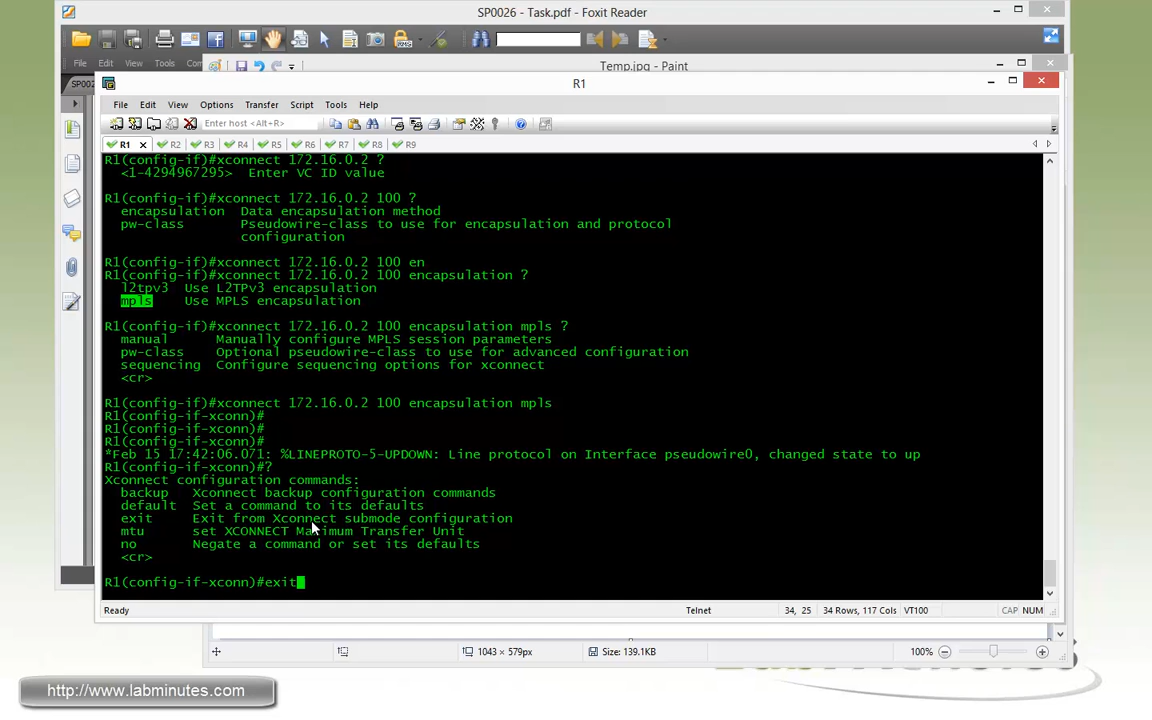 SP0026 - Task.pdf - Foxit Reader
File Edit View Tools
SP002
Temp.jpg - Paint
R1
File Edit View Options Transfer Script Tools Help
Enter host <Alt+R>
R1 R2 R3 R4 R5 R6 R7 R8 R9
R1(config-if)#xconnect 172.16.0.2 ?
<1-4294967295> Enter VC ID value
R1(config-if)#xconnect 172.16.0.2 100 ?
encapsulation Data encapsulation method
pw-class Pseudowire-class to use for encapsulation and protocol
configuration
R1(config-if)#xconnect 172.16.0.2 100 en
R1(config-if)#xconnect 172.16.0.2 100 encapsulation ?
l2tpv3 Use L2TPv3 encapsulation
mpls Use MPLS encapsulation
R1(config-if)#xconnect 172.16.0.2 100 encapsulation mpls ?
manual Manually configure MPLS session parameters
pw-class Optional pseudowire-class to use for advanced configuration
sequencing Configure sequencing options for xconnect
<cr>
R1(config-if)#xconnect 172.16.0.2 100 encapsulation mpls
R1(config-if-xconn)#
R1(config-if-xconn)#
R1(config-if-xconn)#
*Feb 15 17:42:06.071: %LINEPROTO-5-UPDOWN: Line protocol on Interface pseudowire0, changed state to up
R1(config-if-xconn)#?
Xconnect configuration commands:
backup Xconnect backup configuration commands
default Set a command to its defaults
exit Exit from Xconnect submode configuration
mtu set XCONNECT Maximum Transfer Unit
no Negate a command or set its defaults
<cr>
R1(config-if-xconn)#exit
Ready Telnet 34, 25 34 Rows, 117 Cols VT100 CAP NUM
1043 × 579px Size: 139.1KB 100%
http://www.labminutes.com